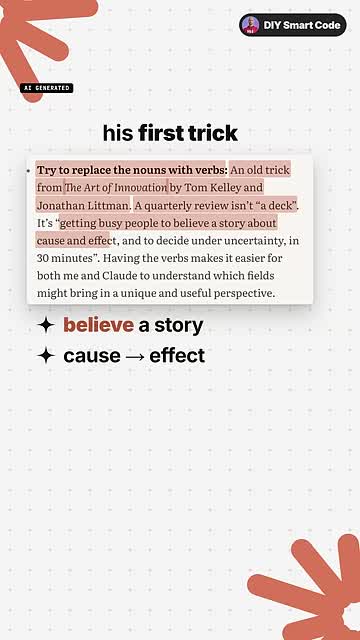 DIY Smart Code
AI GENERATED
his first trick
• Try to replace the nouns with verbs: An old trick
from The Art of Innovation by Tom Kelley and
Jonathan Littman. A quarterly review isn’t “a deck”.
It’s “getting busy people to believe a story about
cause and effect, and to decide under uncertainty, in
30 minutes”. Having the verbs makes it easier for
both me and Claude to understand which fields
might bring in a unique and useful perspective.
✦ believe a story
✦ cause → effect